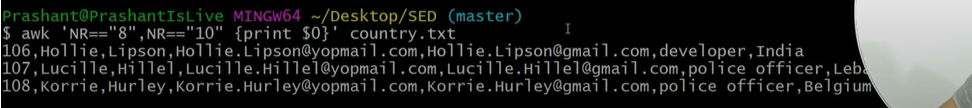 Prashant@PrashantIsLive MINGW64 ~/Desktop/SED (master)
$ awk 'NR=="8",NR=="10" {print $0}' country.txt
106,Hollie,Lipson,Hollie.Lipson@yopmail.com,Hollie.Lipson@gmail.com,developer,India
107,Lucille,Hillel,Lucille.Hillel@yopmail.com,Lucille.Hillel@gmail.com,police officer,Leba
108,Korrie,Hurley,Korrie.Hurley@yopmail.com,Korrie.Hurley@gmail.com,police officer,Belgium